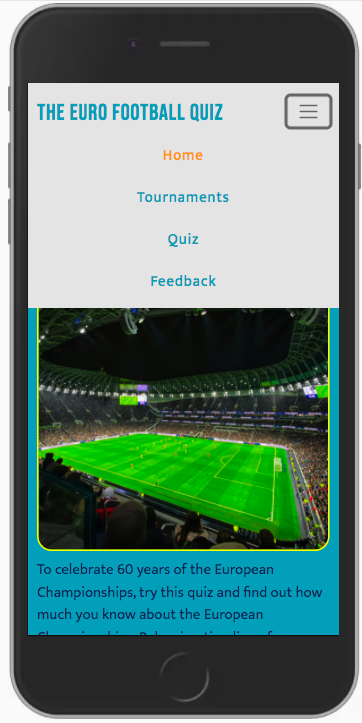 THE EURO FOOTBALL QUIZ
Home
Tournaments
Quiz
Feedback
To celebrate 60 years of the European
Championships, try this quiz and find out how
much you know about the European